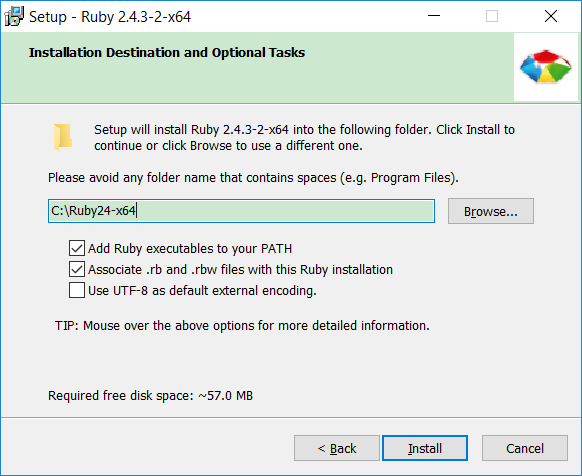 Setup - Ruby 2.4.3-2-x64
Installation Destination and Optional Tasks
Setup will install Ruby 2.4.3-2-x64 into the following folder. Click Install to
continue or click Browse to use a different one.
Please avoid any folder name that contains spaces (e.g. Program Files).
C:\Ruby24-x64
Browse...
Add Ruby executables to your PATH
Associate .rb and .rbw files with this Ruby installation
Use UTF-8 as default external encoding.
TIP: Mouse over the above options for more detailed information.
Required free disk space: ~57.0 MB
< Back
Install
Cancel